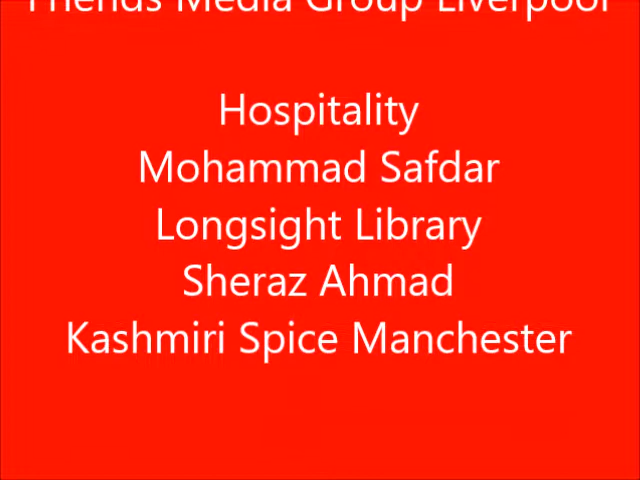 Friends Media Group Liverpool
Hospitality
Mohammad Safdar
Longsight Library
Sheraz Ahmad
Kashmiri Spice Manchester